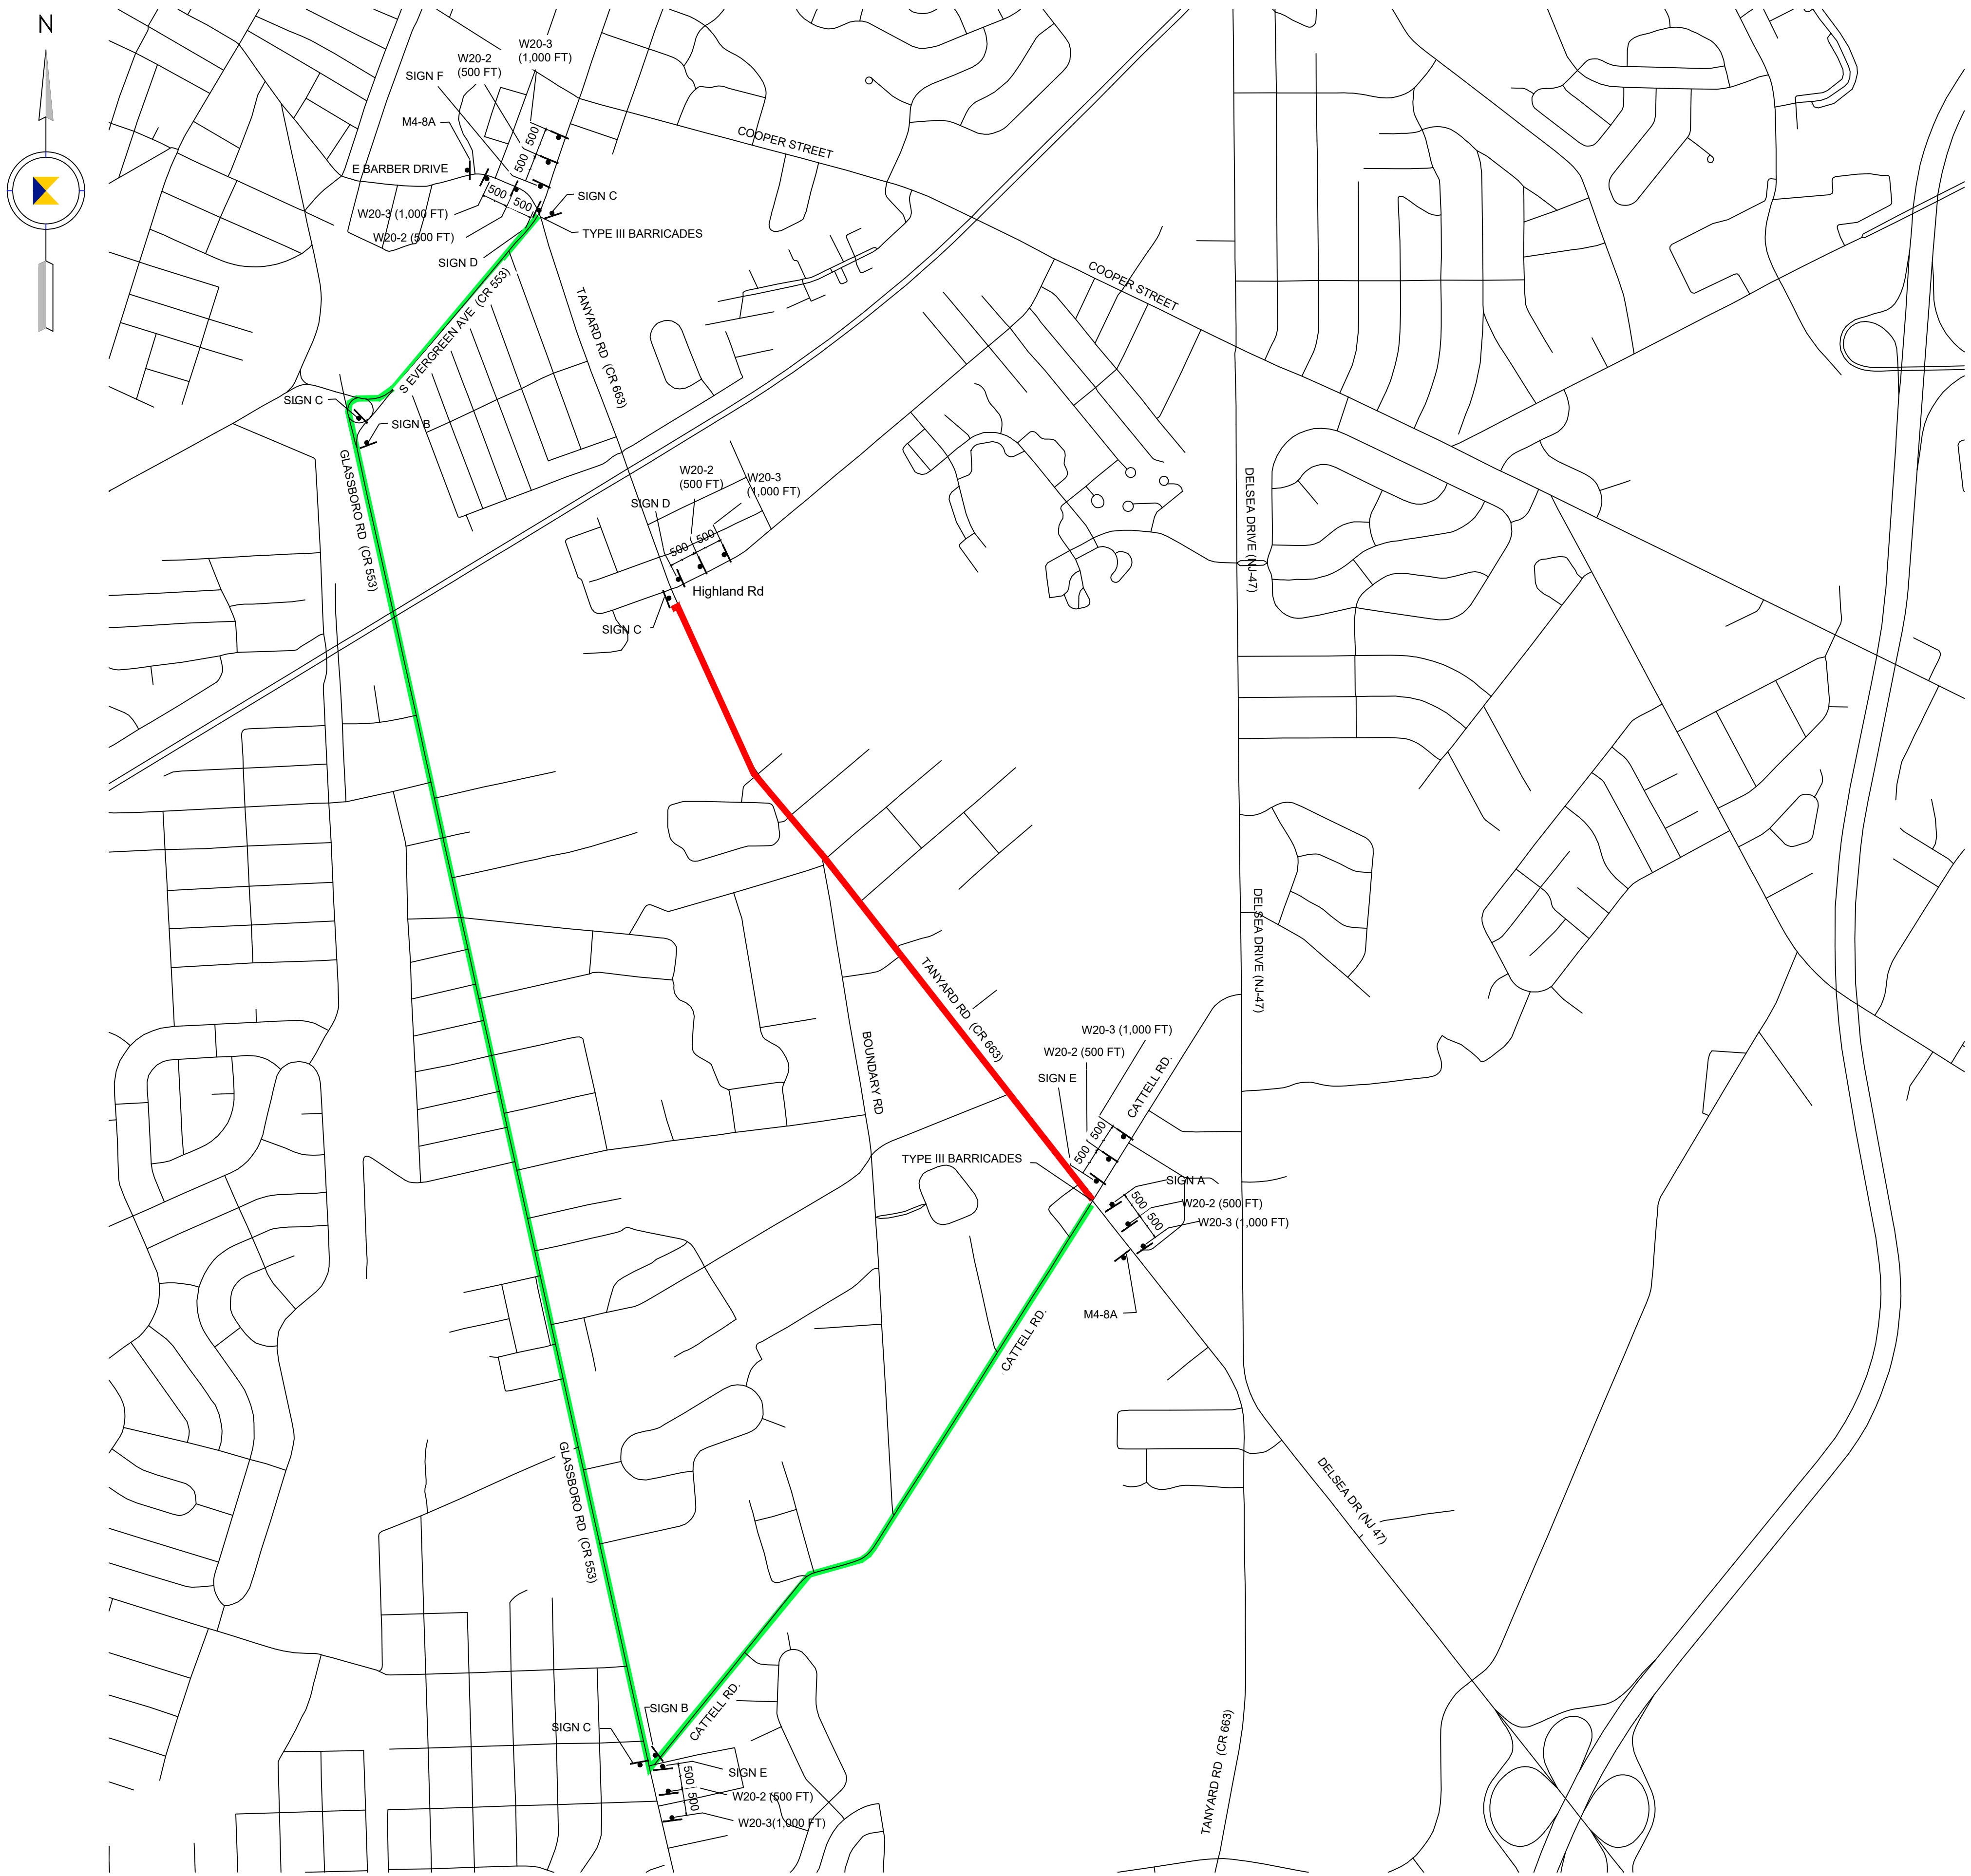 N
W20-3
(1,000 FT)
W20-2
(500 FT)
SIGN F
M4-8A
E BARBER DRIVE
500
500
500
500
W20-3 (1,000 FT)
W20-2 (500 FT)
SIGN D
SIGN C
TYPE III BARRICADES
COOPER STREET
COOPER STREET
S EVERGREEN AVE (CR 553)
TANYARD RD (CR 663)
SIGN C
SIGN B
GLASSBORO RD (CR 553)
W20-2
(500 FT)
W20-3
(1,000 FT)
SIGN D
500
500
Highland Rd
SIGN C
DELSEA DRIVE (NJ-47)
DELSEA DRIVE (NJ-47)
TANYARD RD (CR 663)
BOUNDARY RD
W20-3 (1,000 FT)
W20-2 (500 FT)
SIGN E
CATTELL RD.
500
500
TYPE III BARRICADES
SIGN A
500
500
W20-2 (500 FT)
W20-3 (1,000 FT)
M4-8A
CATTELL RD.
GLASSBORO RD (CR 553)
DELSEA DR (NJ 47)
TANYARD RD (CR 663)
CATTELL RD.
SIGN B
SIGN C
SIGN E
500
500
W20-2 (500 FT)
W20-3(1,000 FT)